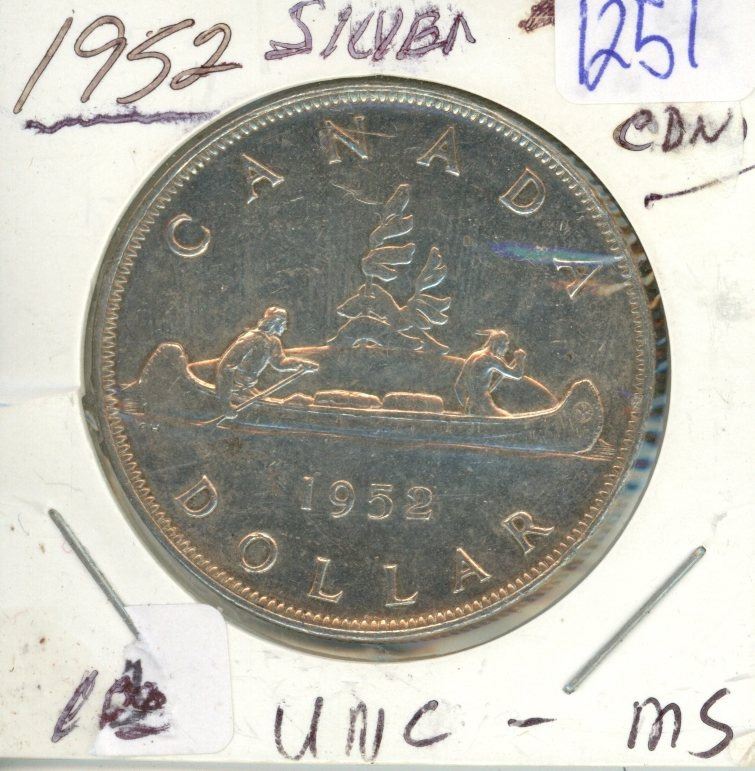 1952 SILVER 1251
CDN
CANADA
1952
DOLLAR
UNC - MS